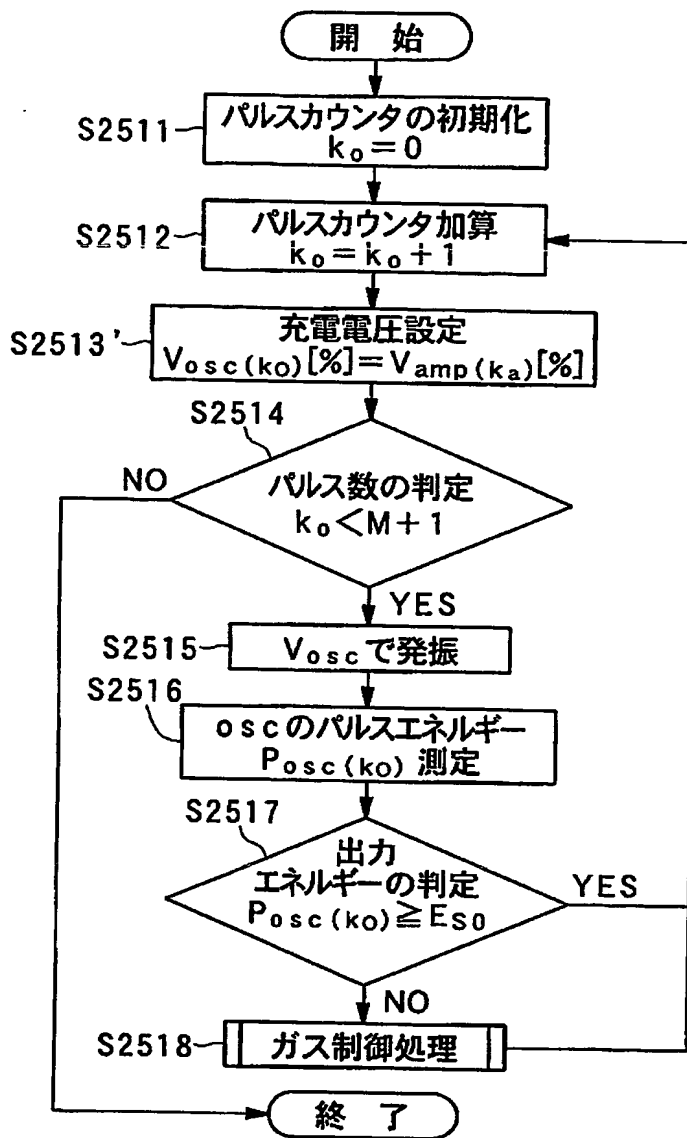 開 始
S2511
パルスカウンタの初期化
k₀=0
S2512
パルスカウンタ加算
k₀=k₀+1
S2513'
充電電圧設定
Vosc(ko)[%]=Vamp(ka)[%]
S2514
NO
パルス数の判定
k₀<M+1
YES
S2515
Voscで発振
S2516
oscのパルスエネルギー
Posc(ko) 測定
S2517
出力
エネルギーの判定
Posc(ko)≧ES0
YES
NO
S2518
ガス制御処理
終 了